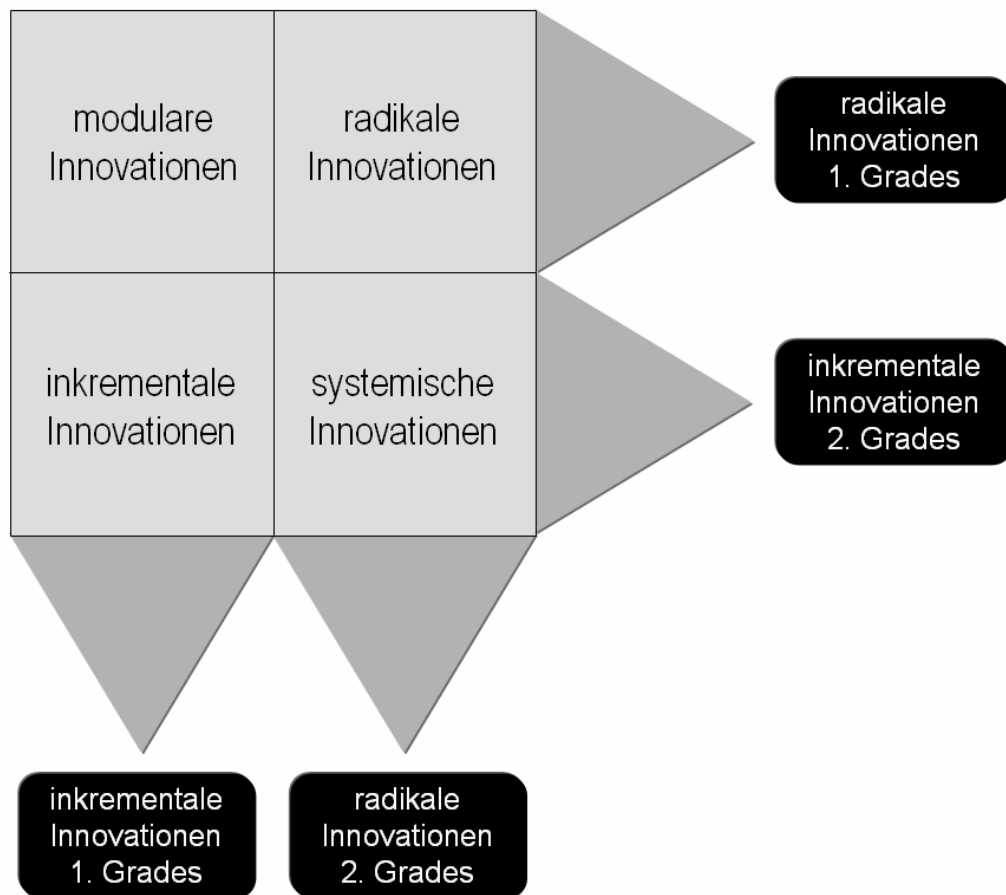 modulare
Innovationen
radikale
Innovationen
radikale
Innovationen
1. Grades
inkrementale
Innovationen
systemische
Innovationen
inkrementale
Innovationen
2. Grades
inkrementale
Innovationen
1. Grades
radikale
Innovationen
2. Grades